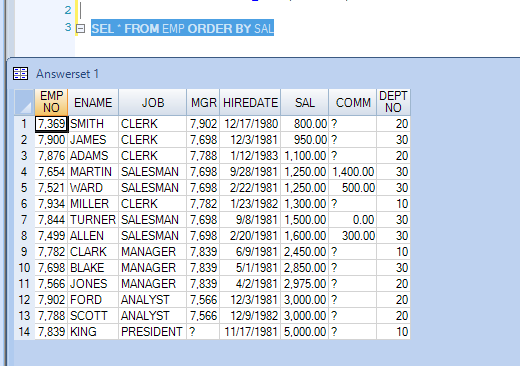 2
3 SEL * FROM EMP ORDER BY SAL
Answerset 1
EMP NO ENAME JOB MGR HIREDATE SAL COMM DEPT NO
1 7,369 SMITH CLERK 7,902 12/17/1980 800.00 ? 20
2 7,900 JAMES CLERK 7,698 12/3/1981 950.00 ? 30
3 7,876 ADAMS CLERK 7,788 1/12/1983 1,100.00 ? 20
4 7,654 MARTIN SALESMAN 7,698 9/28/1981 1,250.00 1,400.00 30
5 7,521 WARD SALESMAN 7,698 2/22/1981 1,250.00 500.00 30
6 7,934 MILLER CLERK 7,782 1/23/1982 1,300.00 ? 10
7 7,844 TURNER SALESMAN 7,698 9/8/1981 1,500.00 0.00 30
8 7,499 ALLEN SALESMAN 7,698 2/20/1981 1,600.00 300.00 30
9 7,782 CLARK MANAGER 7,839 6/9/1981 2,450.00 ? 10
10 7,698 BLAKE MANAGER 7,839 5/1/1981 2,850.00 ? 30
11 7,566 JONES MANAGER 7,839 4/2/1981 2,975.00 ? 20
12 7,902 FORD ANALYST 7,566 12/3/1981 3,000.00 ? 20
13 7,788 SCOTT ANALYST 7,566 12/9/1982 3,000.00 ? 20
14 7,839 KING PRESIDENT ? 11/17/1981 5,000.00 ? 10